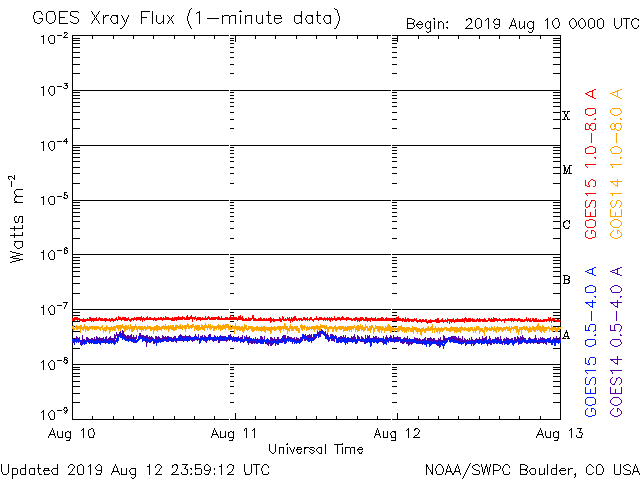 GOES Xray Flux (1-minute data)
Begin: 2019 Aug 10 0000 UTC
10-2
10-3
10-4
10-5
10-6
10-7
10-8
10-9
Watts m-2
X
M
C
B
A
GOES15 1.0-8.0 A
GOES14 1.0-8.0 A
GOES15 0.5-4.0 A
GOES14 0.5-4.0 A
Aug 10 Aug 11 Aug 12 Aug 13
Universal Time
Updated 2019 Aug 12 23:59:12 UTC
NOAA/SWPC Boulder, CO USA